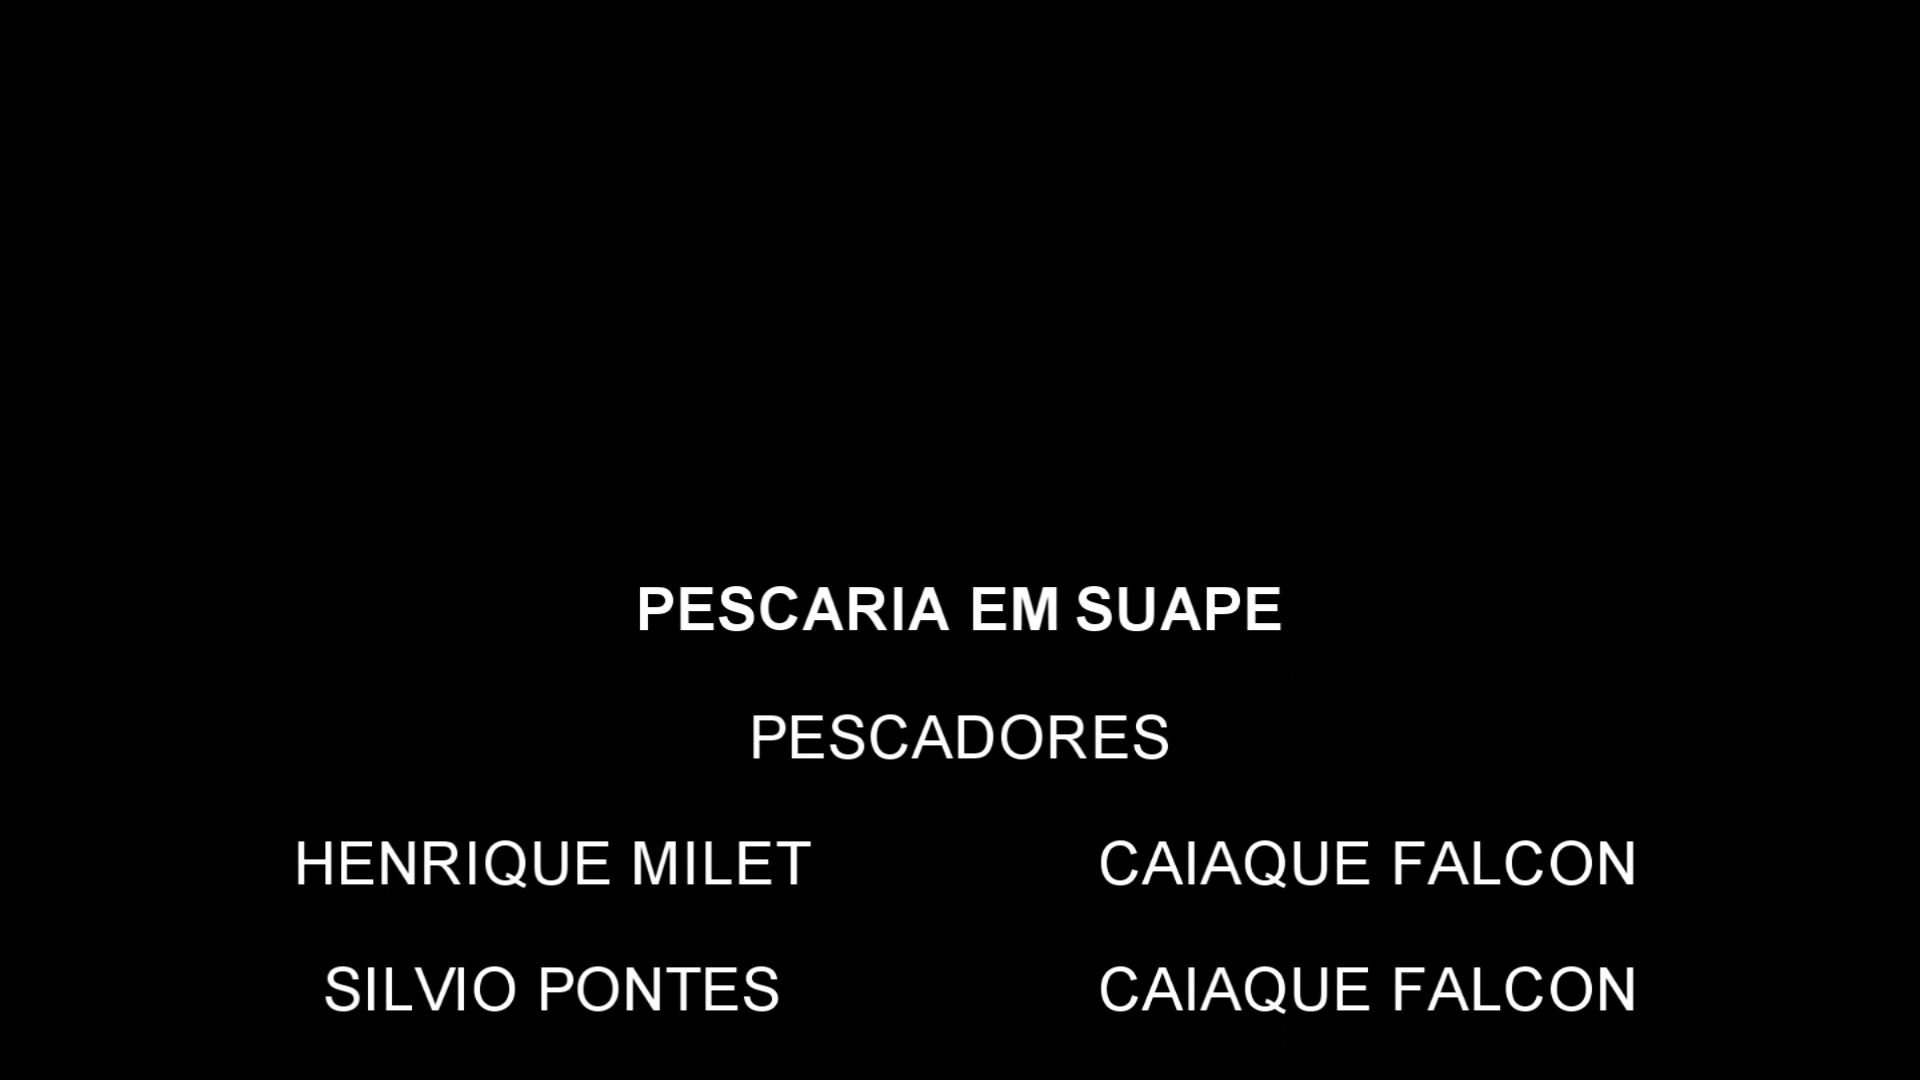 PESCARIA EM SUAPE
PESCADORES
HENRIQUE MILET CAIAQUE FALCON
SILVIO PONTES CAIAQUE FALCON